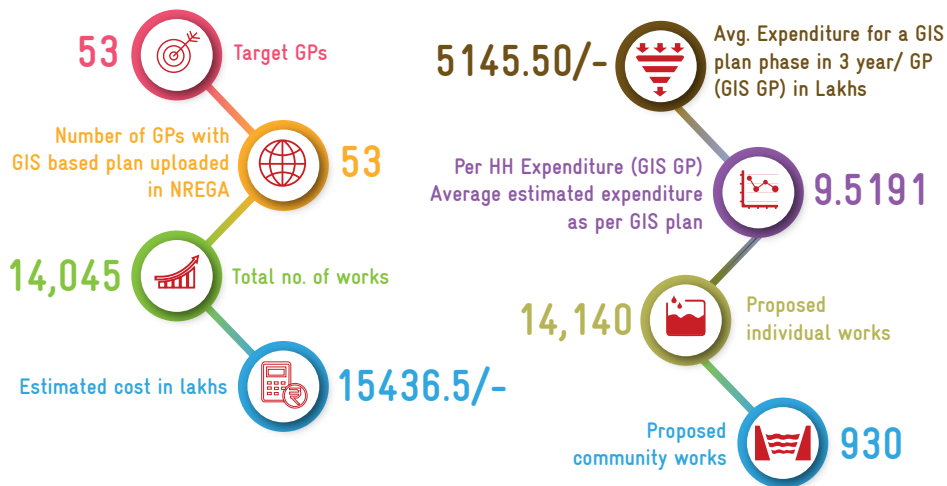 53
Target GPs
Number of GPs with
GIS based plan uploaded
in NREGA
53
14,045
Total no. of works
Estimated cost in lakhs
15436.5/-
5145.50/-
Avg. Expenditure for a GIS
plan phase in 3 year/ GP
(GIS GP) in Lakhs
Per HH Expenditure (GIS GP)
Average estimated expenditure
as per GIS plan
9.5191
14,140
Proposed
individual works
Proposed
community works
930